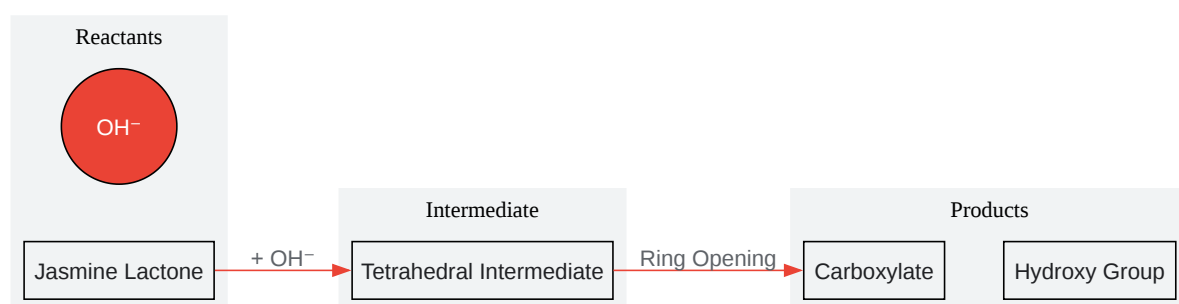 Reactants
OH⁻
Jasmine Lactone
+ OH⁻
Intermediate
Tetrahedral Intermediate
Ring Opening
Products
Carboxylate
Hydroxy Group